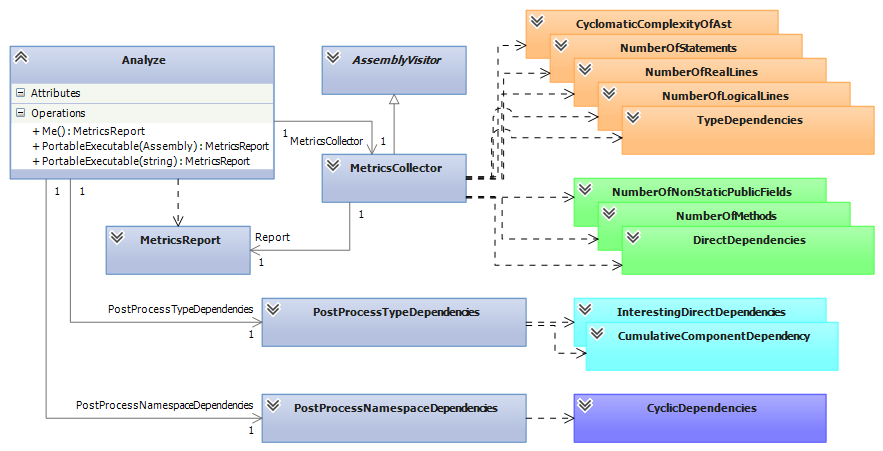 CyclomaticComplexityOfAst
NumberOfStatements
Analyze
AssemblyVisitor
NumberOfRealLines
Attributes
NumberOfLogicalLines
Operations
TypeDependencies
+ Me() : MetricsReport
1
MetricsCollector
1
+ PortableExecutable(Assembly) : MetricsReport
+ PortableExecutable(string) : MetricsReport
MetricsCollector
1
1
NumberOfNonStaticPublicFields
1
NumberOfMethods
MetricsReport
Report
1
DirectDependencies
PostProcessTypeDependencies
1
PostProcessTypeDependencies
InterestingDirectDependencies
CumulativeComponentDependency
PostProcessNamespaceDependencies
1
PostProcessNamespaceDependencies
CyclicDependencies